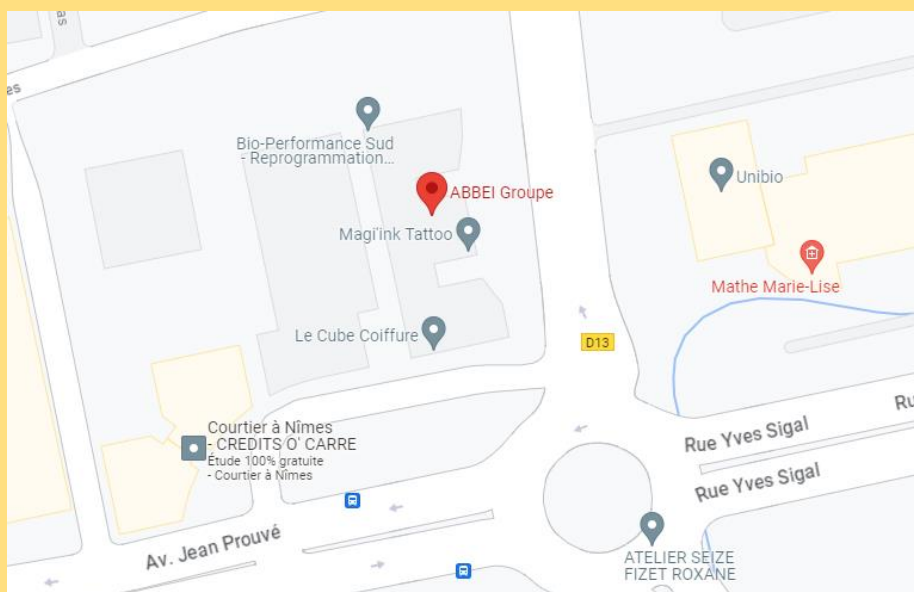 as
es
Bio-Performance Sud
- Reprogrammation...
ABBEI Groupe
Unibio
Magi'ink Tattoo
Mathe Marie-Lise
Le Cube Coiffure
D13
Ru
Courtier à Nîmes
- CREDITS O' CARRE
Étude 100% gratuite
- Courtier à Nîmes
Rue Yves Sigal
Rue Yves Sigal
Av. Jean Prouvé
ATELIER SEIZE
FIZET ROXANE